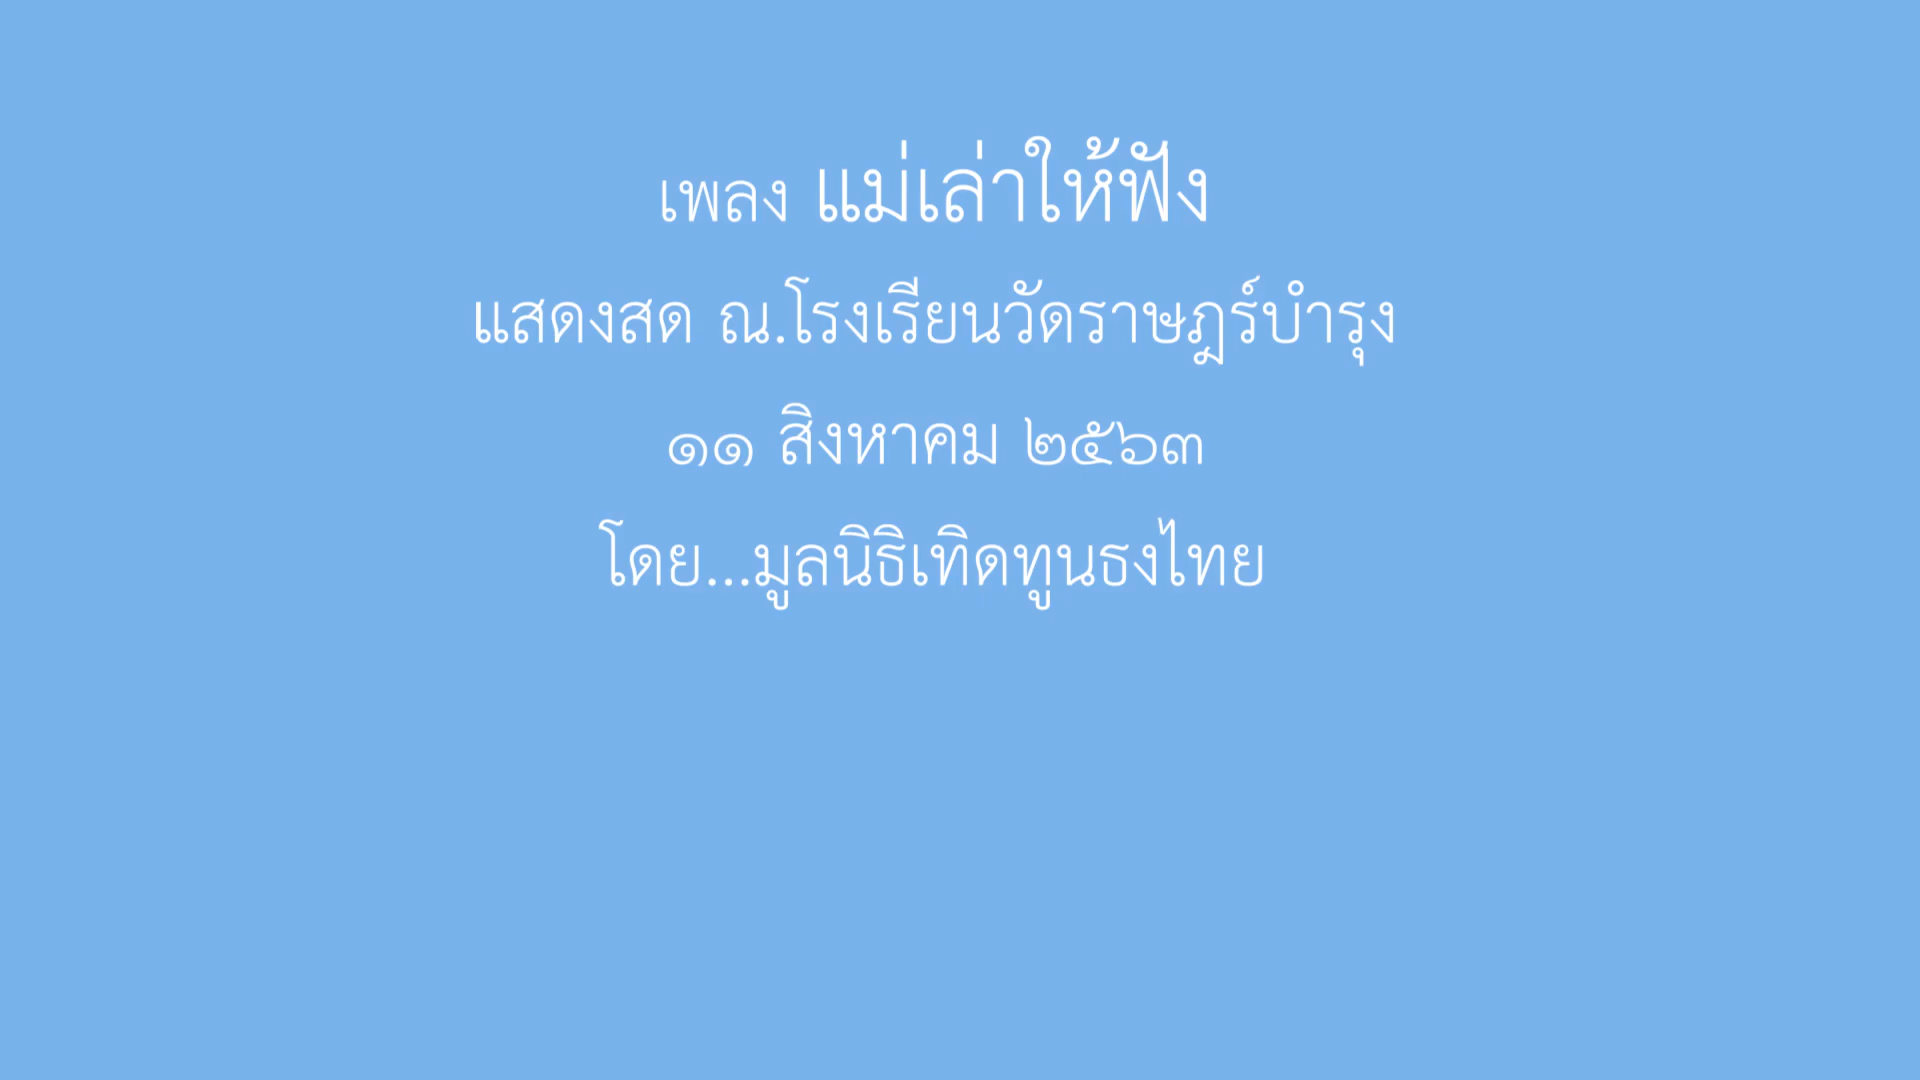 เพลง แม่เล่าให้ฟัง
แสดงสด ณ.โรงเรียนวัดราษฎร์บำรุง
๑๑ สิงหาคม ๒๕๖๓
โดย...มูลนิธิเทิดทูนธงไทย